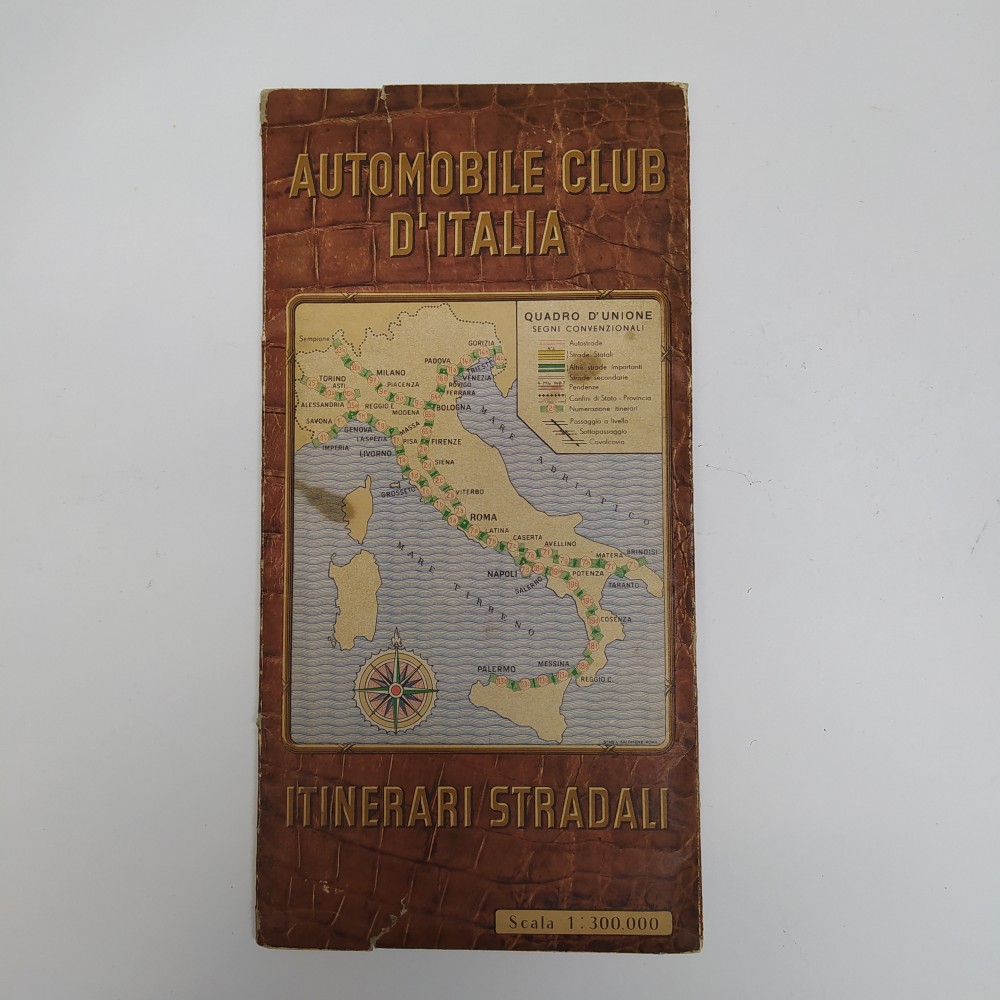 AUTOMOBILE CLUB
D'ITALIA
QUADRO D'UNIONE
SEGNI CONVENZIONALI
Autostrade
Strade Statali
Altre strade importanti
Strade secondarie
Pendenze
Confini di Stato - Provincia
Numerazione itinerari
Passaggio a livello
Sottopassaggio
Cavalcavia
Sempione
GORIZIA
PADOVA
TRIESTE
VENEZIA
TORINO
MILANO
ASTI
PIACENZA
ROVIGO
FERRARA
ALESSANDRIA
REGGIO E.
MODENA
BOLOGNA
SAVONA
GENOVA
MASSA
LA SPEZIA
PISA
FIRENZE
IMPERIA
LIVORNO
SIENA
GROSSETO
VITERBO
ROMA
LATINA
CASERTA
AVELLINO
MATERA
BRINDISI
NAPOLI
SALERNO
POTENZA
TARANTO
COSENZA
MESSINA
PALERMO
REGGIO C.
MARE ADRIATICO
MARE TIRRENO
ITINERARI STRADALI
Scala 1:300.000